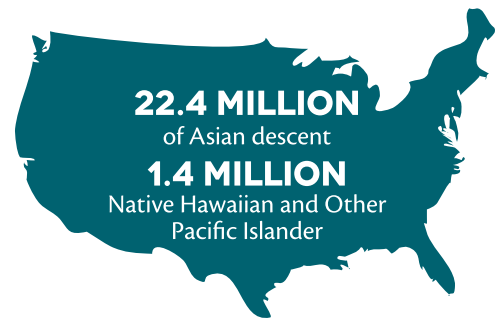 22.4 MILLION
of Asian descent
1.4 MILLION
Native Hawaiian and Other
Pacific Islander